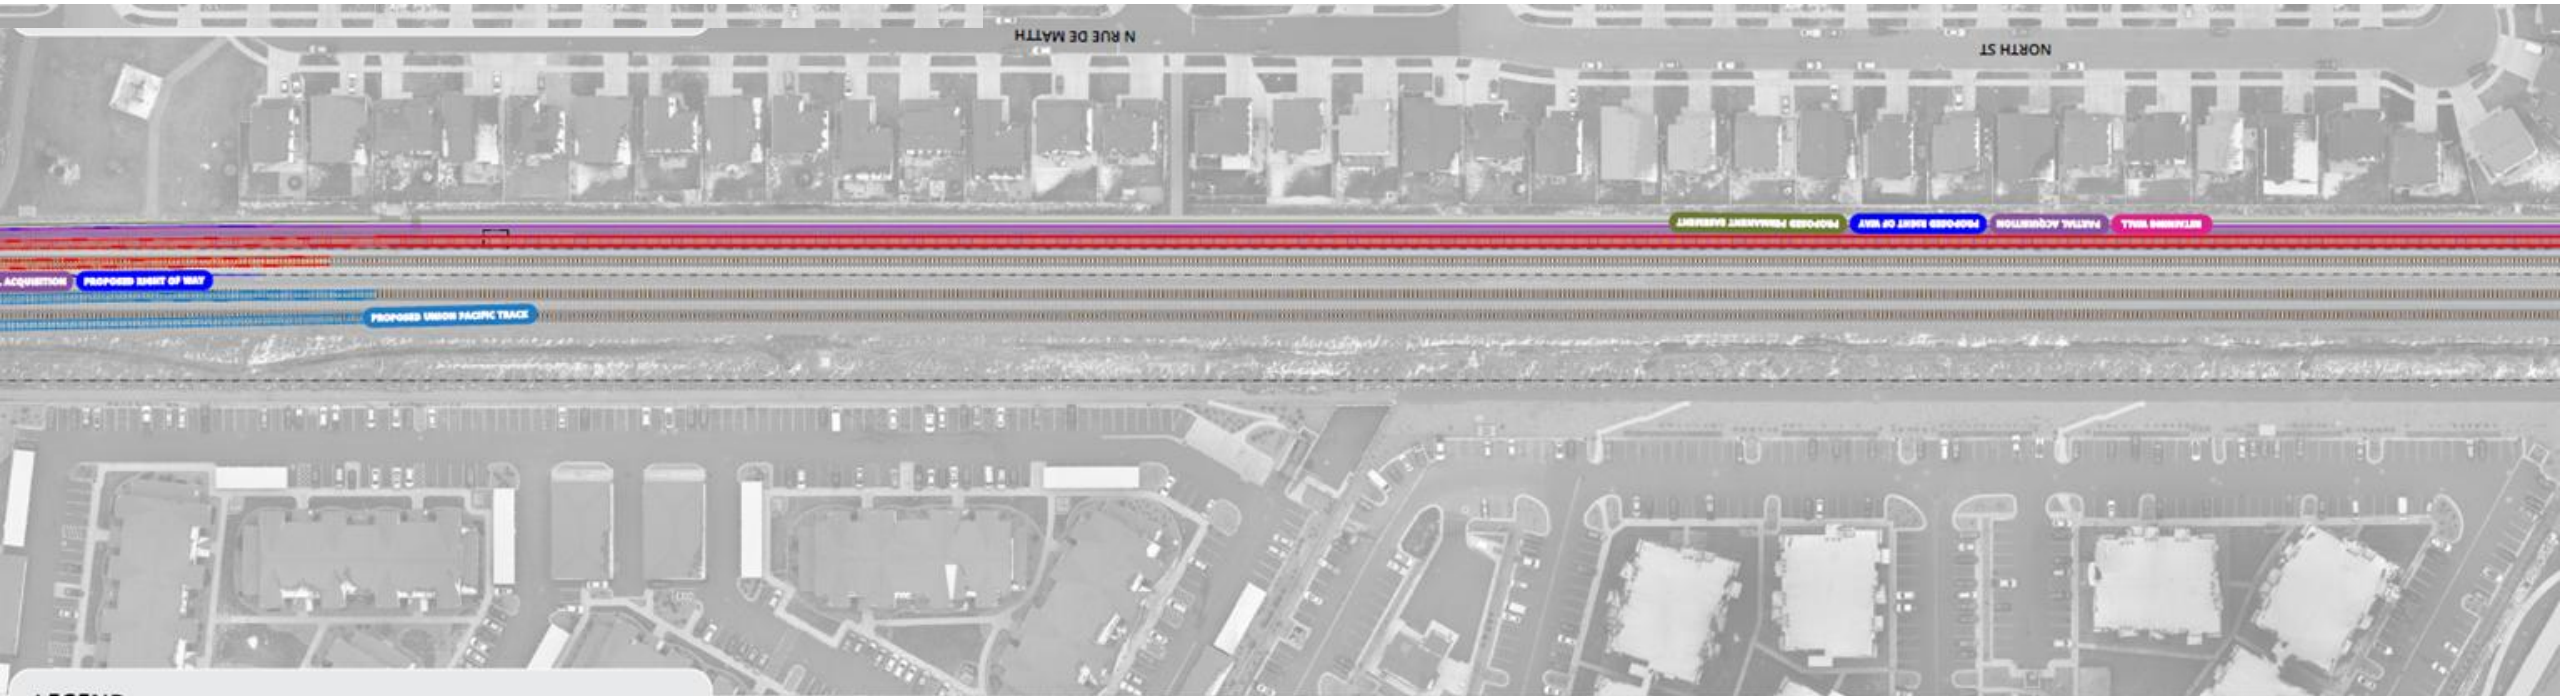 N RUE DE MATTH
NORTH ST
PROPOSED PERMANENT EASEMENT
PROPOSED RIGHT OF WAY
PARTIAL ACQUISITION
RETAINING WALL
ACQUISITION
PROPOSED RIGHT OF WAY
PROPOSED UNION PACIFIC TRACK
LEGEND